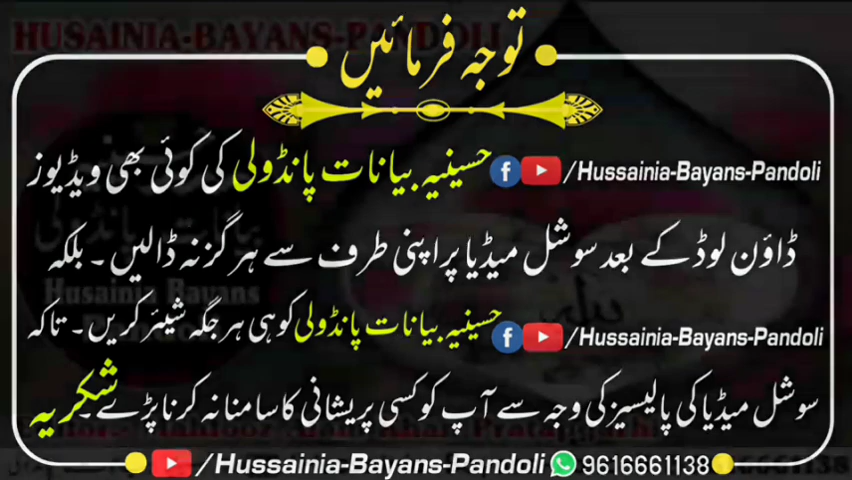 HUSAINIA-BAYANS-PANDOLI
توجہ فرمائیں
/Hussainia-Bayans-Pandoli حسینیہ بیانات پانڈولی کی کوئی بھی ویڈیوز
ڈاؤن لوڈ کے بعد سوشل میڈیا پر اپنی طرف سے ہرگز نہ ڈالیں۔ بلکہ
/Hussainia-Bayans-Pandoli حسینیہ بیانات پانڈولی کو ہی ہر جگہ شیئر کریں۔ تاکہ
سوشل میڈیا کی پالیسیز کی وجہ سے آپ کو کسی پریشانی کا سامنا نہ کرنا پڑے۔ شکریہ
/Hussainia-Bayans-Pandoli 9616661138
Husainia Bayans